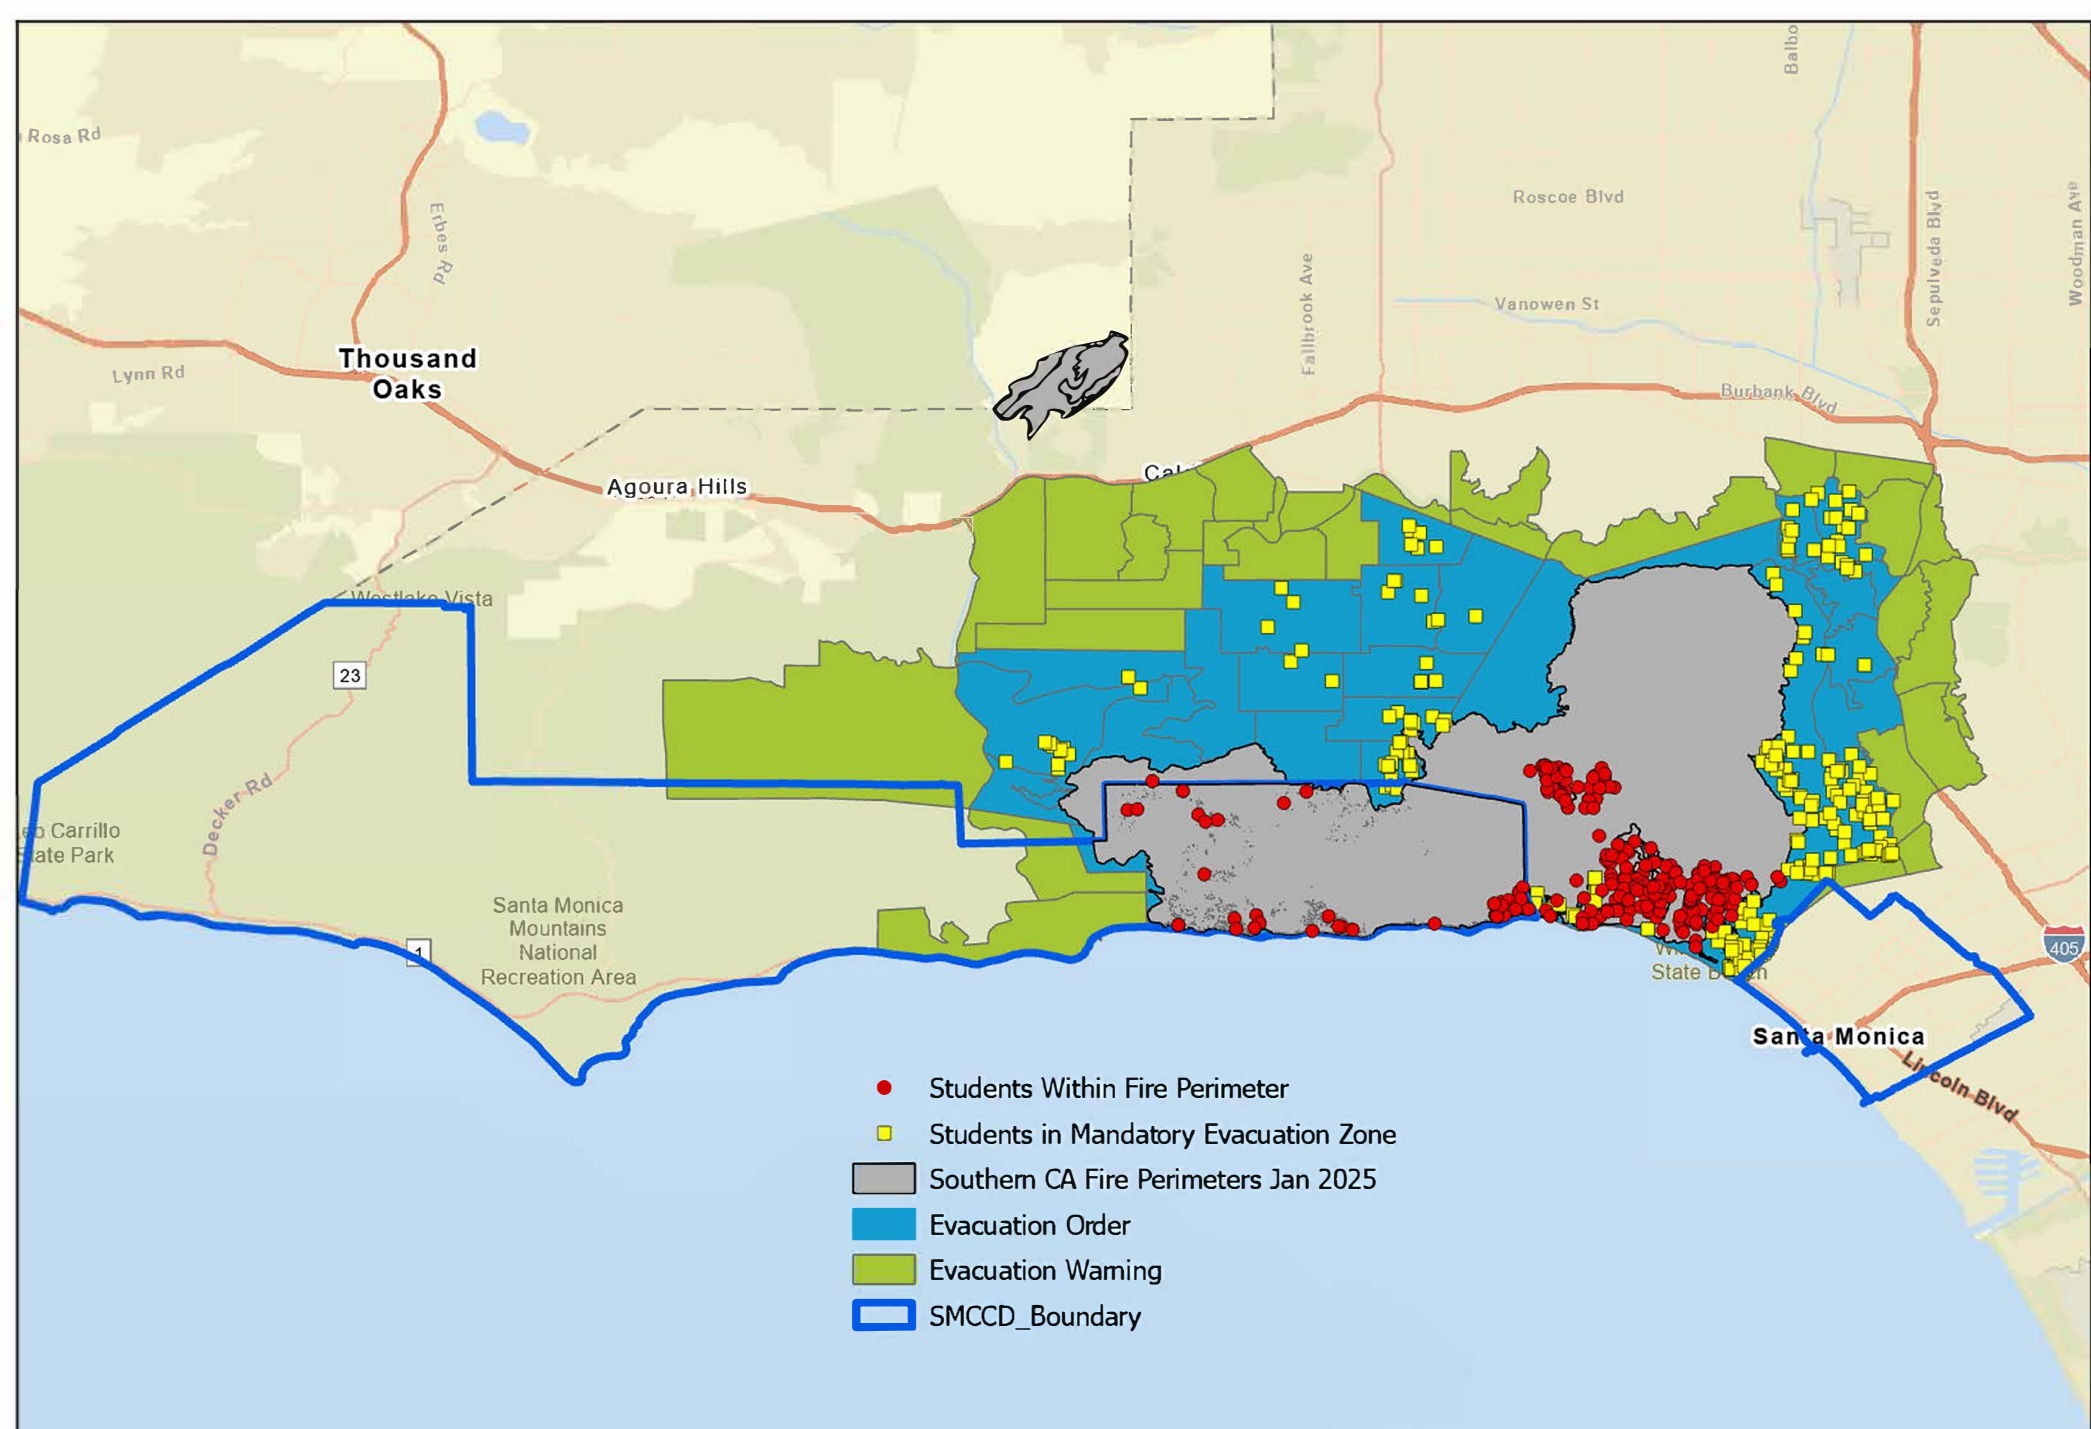 Balbo
Rosa Rd
Erbes Rd
Roscoe Blvd
Sepulveda Blvd
Woodman Ave
Fallbrook Ave
Vanowen St
Thousand
Oaks
Lynn Rd
Burbank Blvd
Agoura Hills
Westlake Vista
23
Decker Rd
Carrillo
State Park
Santa Monica
Mountains
National
Recreation Area
1
405
State
Santa Monica
Lincoln Blvd
Students Within Fire Perimeter
Students in Mandatory Evacuation Zone
Southern CA Fire Perimeters Jan 2025
Evacuation Order
Evacuation Warning
SMCCD_Boundary